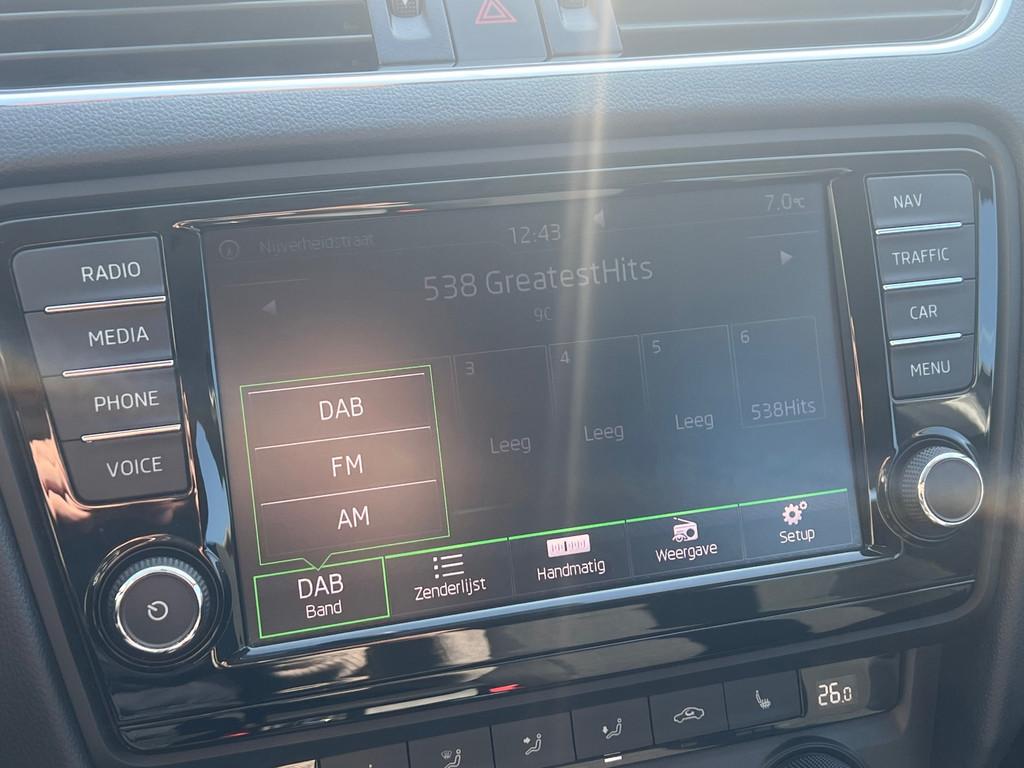 Nijverheidstraat
12:43
7.0°C
538 GreatestHits
9C
3
4
5
6
Leeg
Leeg
Leeg
538Hits
DAB
FM
AM
DAB
Band
Zenderlijst
Handmatig
Weergave
Setup
RADIO
MEDIA
PHONE
VOICE
NAV
TRAFFIC
CAR
MENU
26.0